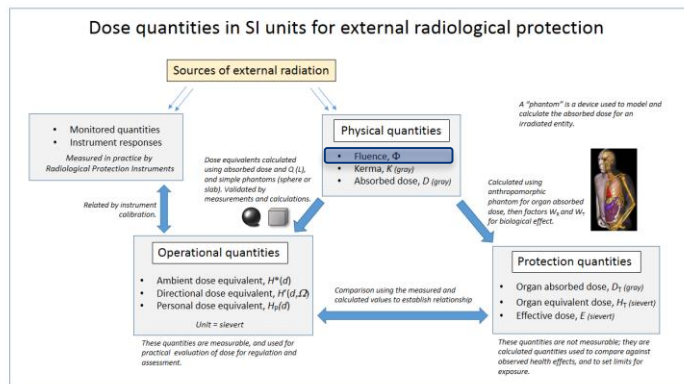 Dose quantities in SI units for external radiological protection
Sources of external radiation
A "phantom" is a device used to model and
calculate the absorbed dose for an
irradiated entity.
• Monitored quantities
• Instrument responses
Measured in practice by
Radiological Protection Instruments
Physical quantities
• Fluence, Φ
• Kerma, K (gray)
• Absorbed dose, D (gray)
Dose equivalents calculated
using absorbed dose and Q (L),
and simple phantoms (sphere or
slab). Validated by
measurements and calculations.
Calculated using
anthropomorphic
phantom for organ absorbed
dose, then factors WR and WT
for biological effect.
Related by instrument
calibration.
Operational quantities
• Ambient dose equivalent, H*(d)
• Directional dose equivalent, H'(d,Ω)
• Personal dose equivalent, HP(d)
Unit = sievert
Comparison using the measured and
calculated values to establish relationship
Protection quantities
• Organ absorbed dose, DT (gray)
• Organ equivalent dose, HT (sievert)
• Effective dose, E (sievert)
These quantities are measurable, and used for
practical evaluation of dose for regulation and
assessment.
These quantities are not measurable; they are
calculated quantities used to compare against
observed health effects, and to set limits for
exposure.